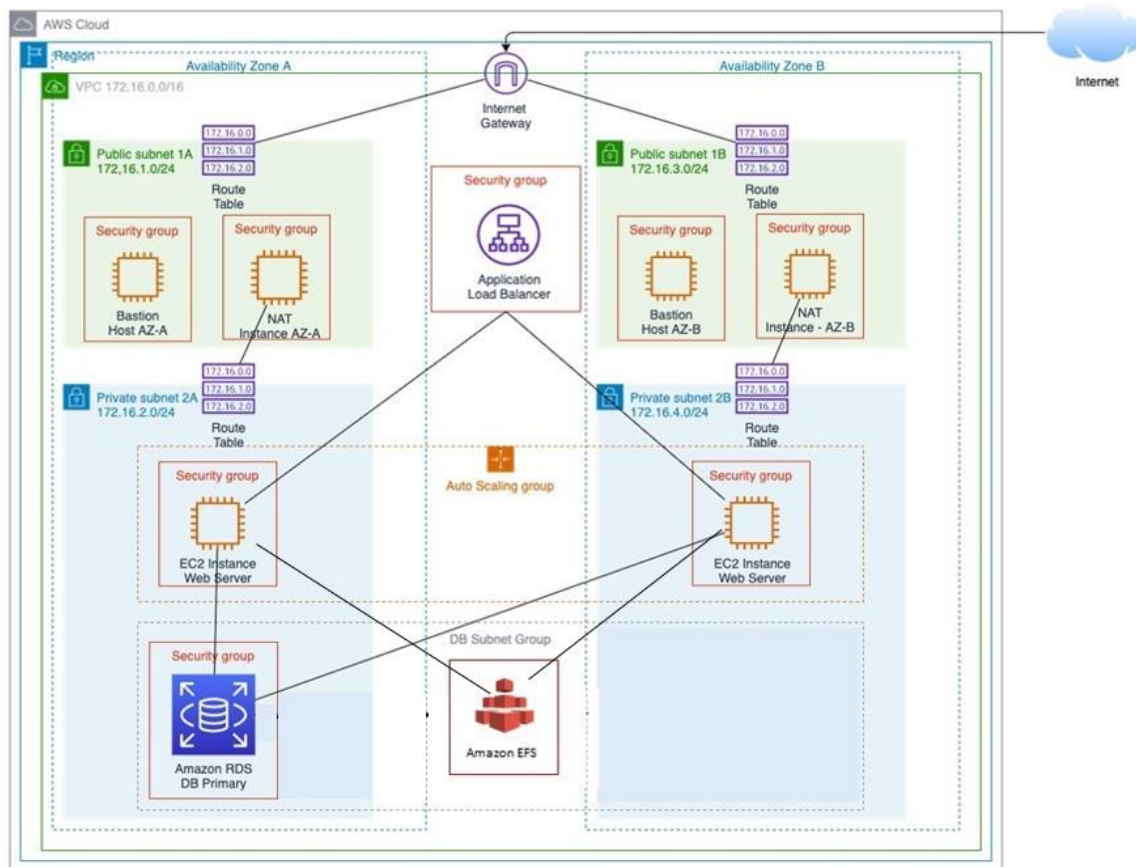 AWS Cloud
Region
Availability Zone A
Availability Zone B
VPC 172.16.0.0/16
Internet
Internet
Gateway
172.16.0.0
172.16.1.0
172.16.2.0
Route
Table
172.16.0.0
172.16.1.0
172.16.2.0
Route
Table
Public subnet 1A
172,16.1.0/24
Public subnet 1B
172.16.3.0/24
Security group
Application
Load Balancer
Security group
Bastion
Host AZ-A
Security group
NAT
Instance AZ-A
Security group
Bastion
Host AZ-B
Security group
NAT
Instance - AZ-B
172.16.0.0
172.16.1.0
172.16.2.0
Route
Table
172.16.0.0
172.16.1.0
172.16.2.0
Route
Table
Private subnet 2A
172.16.2.0/24
Private subnet 2B
172.16.4.0/24
Auto Scaling group
Security group
EC2 Instance
Web Server
Security group
EC2 Instance
Web Server
DB Subnet Group
Security group
Amazon RDS
DB Primary
Amazon EFS